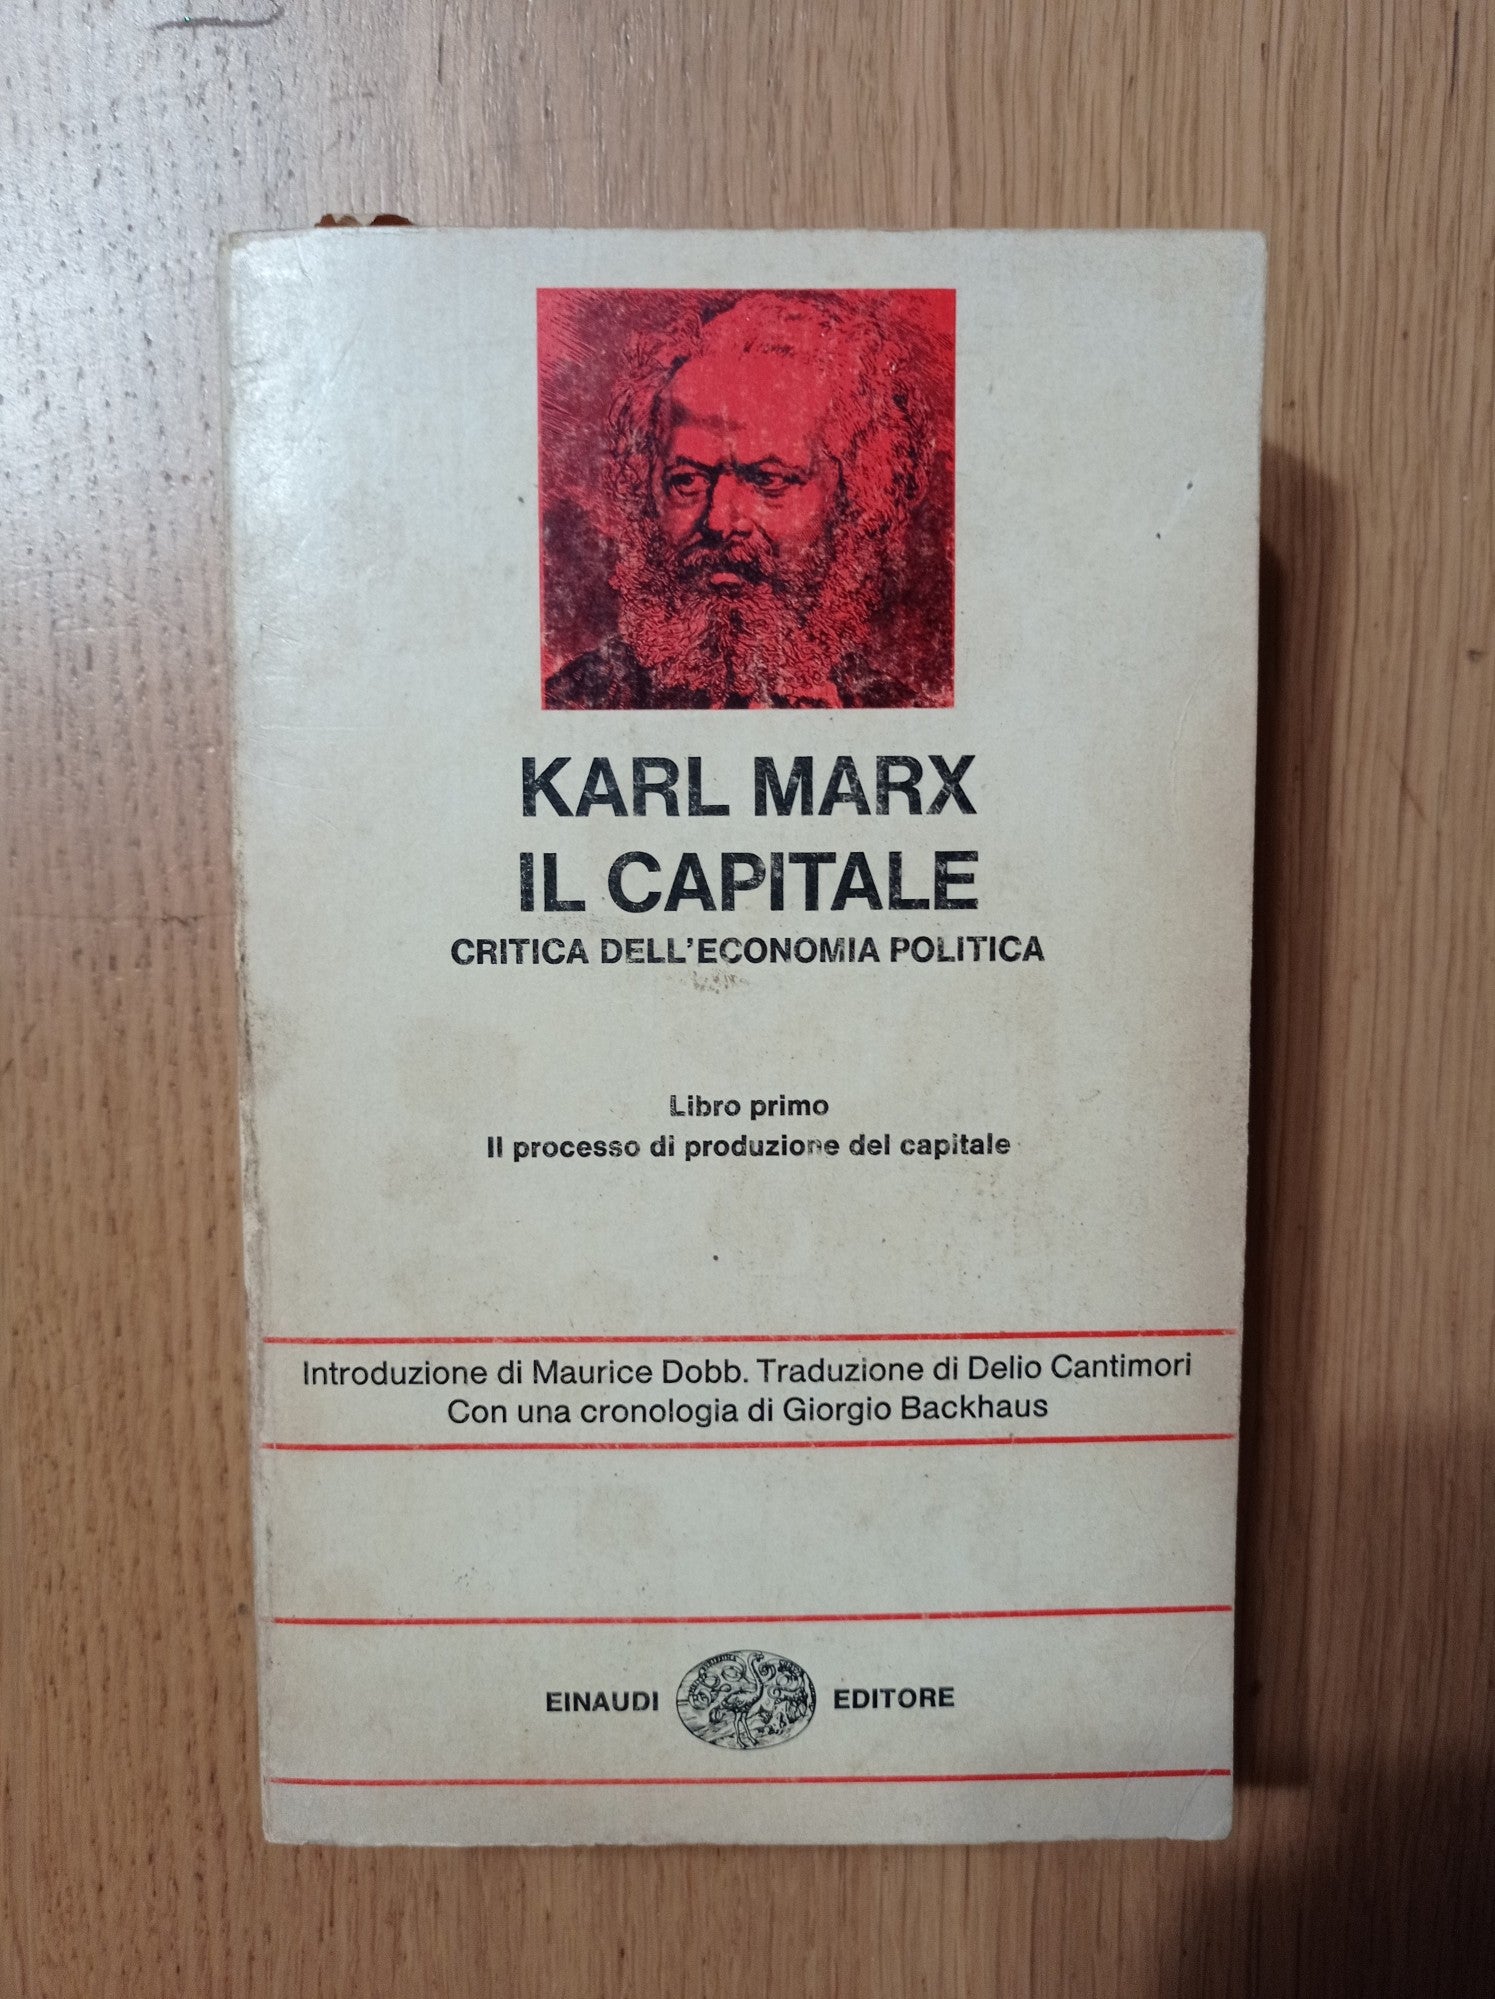 KARL MARX
IL CAPITALE
CRITICA DELL'ECONOMIA POLITICA
Libro primo
Il processo di produzione del capitale
Introduzione di Maurice Dobb. Traduzione di Delio Cantimori
Con una cronologia di Giorgio Backhaus
EINAUDI EDITORE